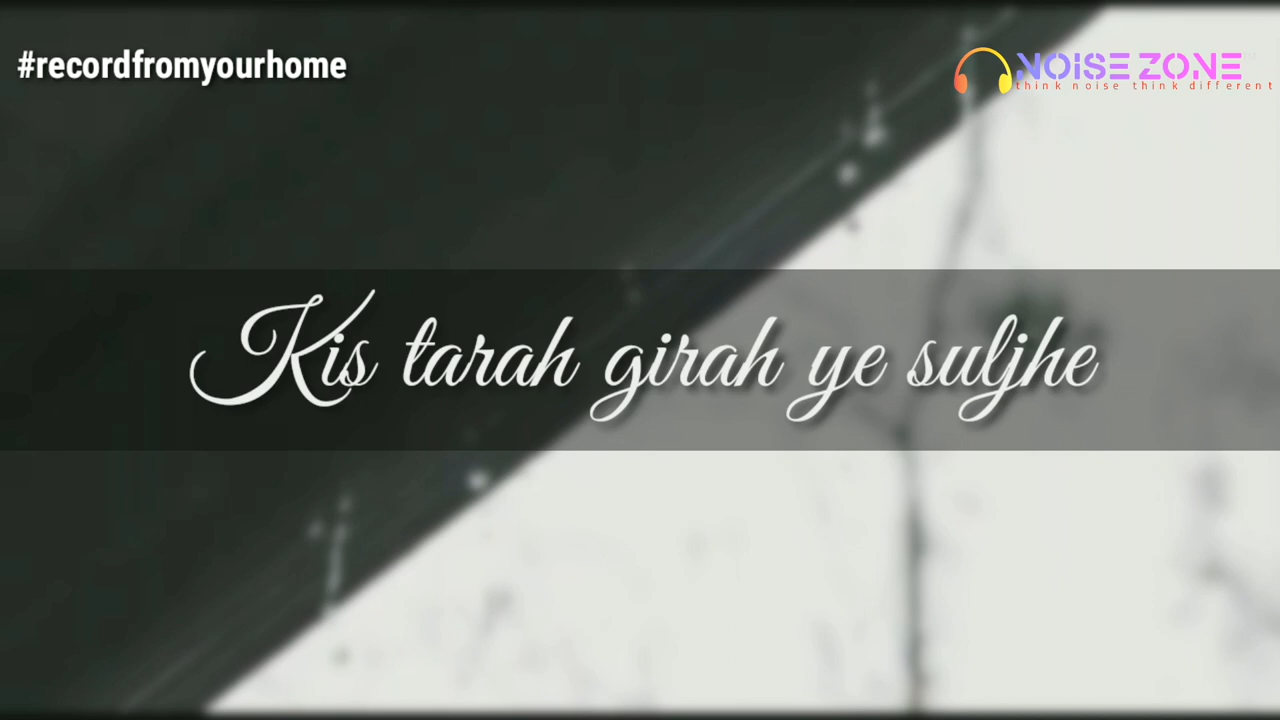 #recordfromyourhome
NOISE ZONE
think noise think different
Kis tarah girah ye suljhe